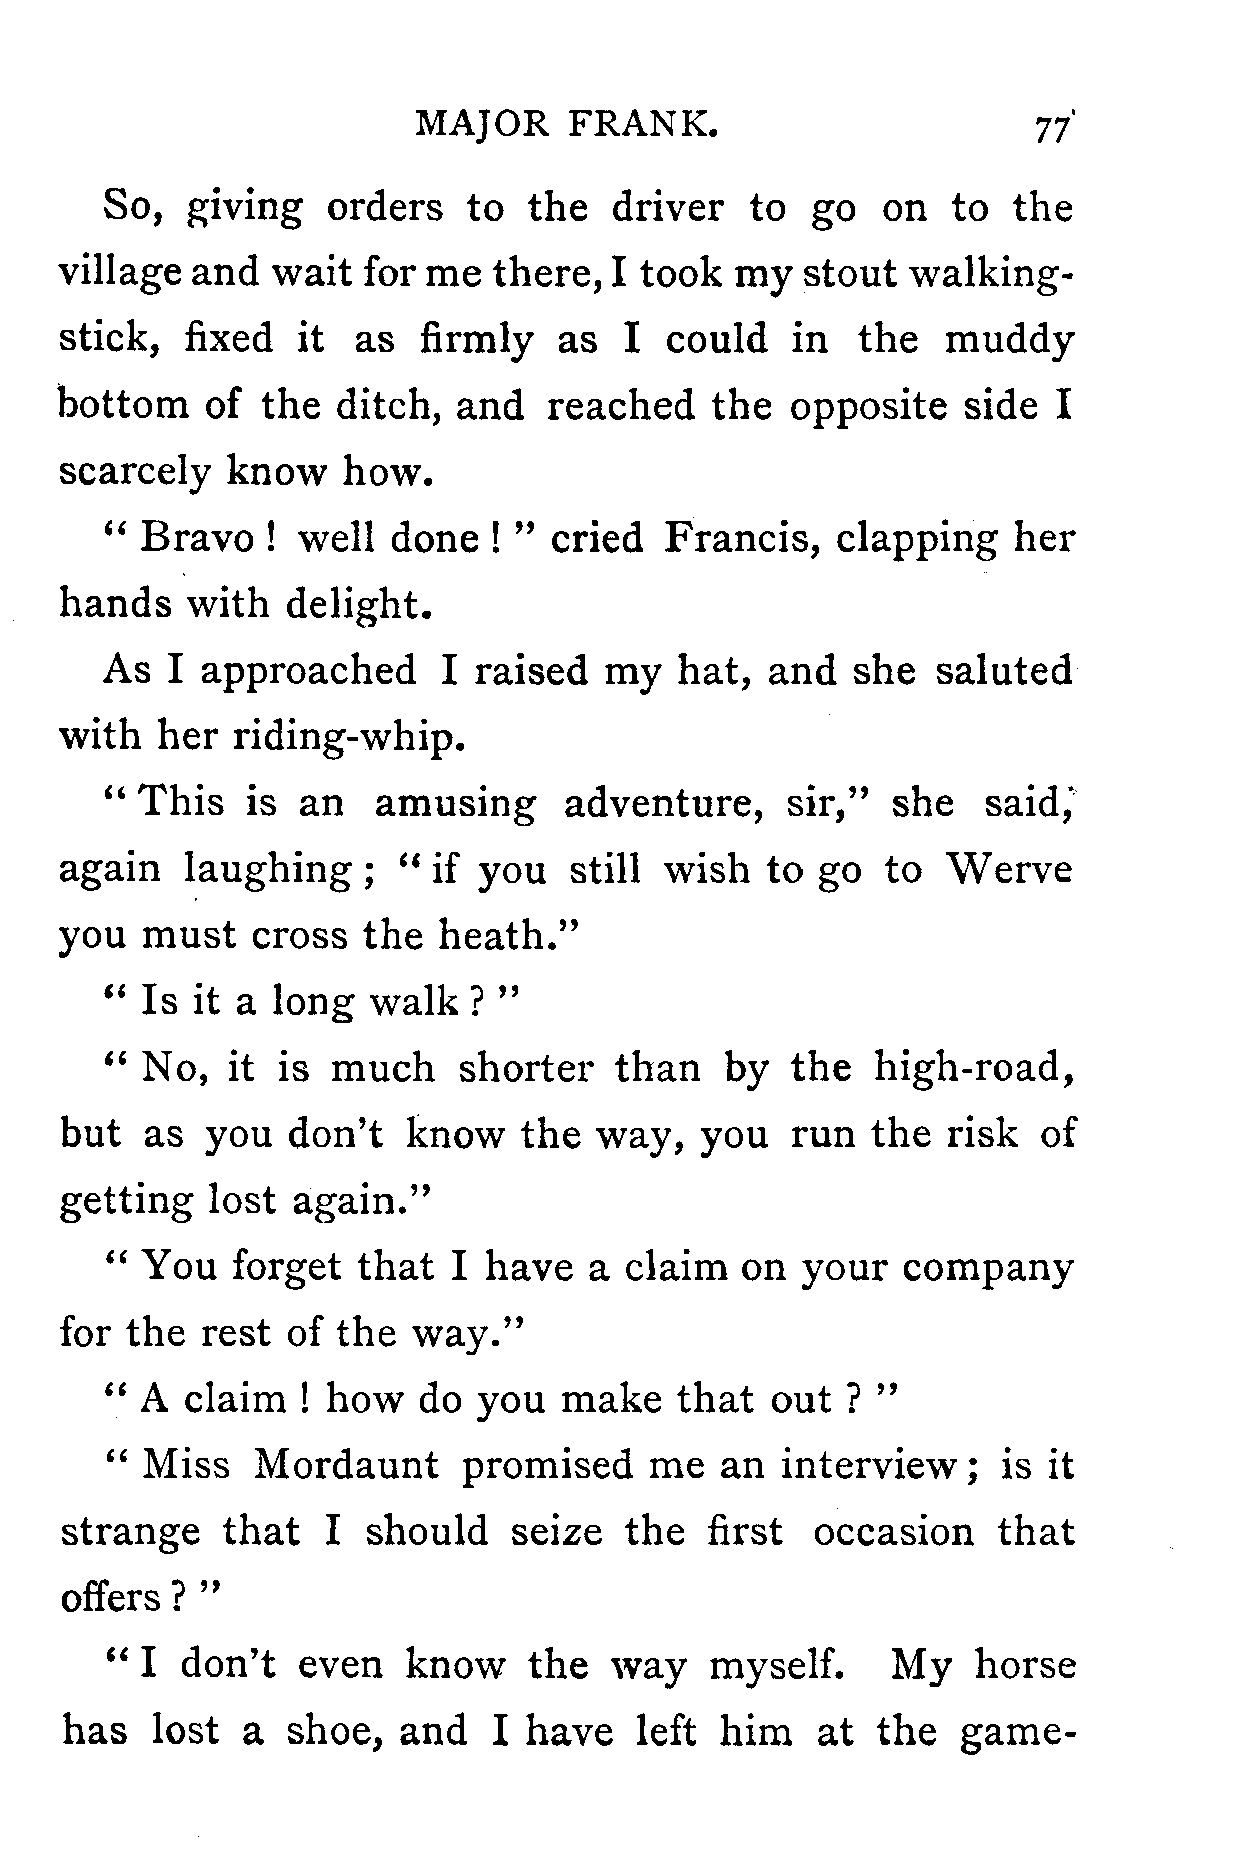 MAJOR FRANK. 77
So, giving orders to the driver to go on to the
village and wait for me there, I took my stout walking-
stick, fixed it as firmly as I could in the muddy
bottom of the ditch, and reached the opposite side I
scarcely know how.
“ Bravo ! well done ! ” cried Francis, clapping her
hands with delight.
As I approached I raised my hat, and she saluted
with her riding-whip.
“ This is an amusing adventure, sir,” she said,
again laughing ; “ if you still wish to go to Werve
you must cross the heath.”
“ Is it a long walk ? ”
“ No, it is much shorter than by the high-road,
but as you don’t know the way, you run the risk of
getting lost again.”
“ You forget that I have a claim on your company
for the rest of the way.”
“ A claim ! how do you make that out ? ”
“ Miss Mordaunt promised me an interview ; is it
strange that I should seize the first occasion that
offers ? ”
“ I don’t even know the way myself. My horse
has lost a shoe, and I have left him at the game-